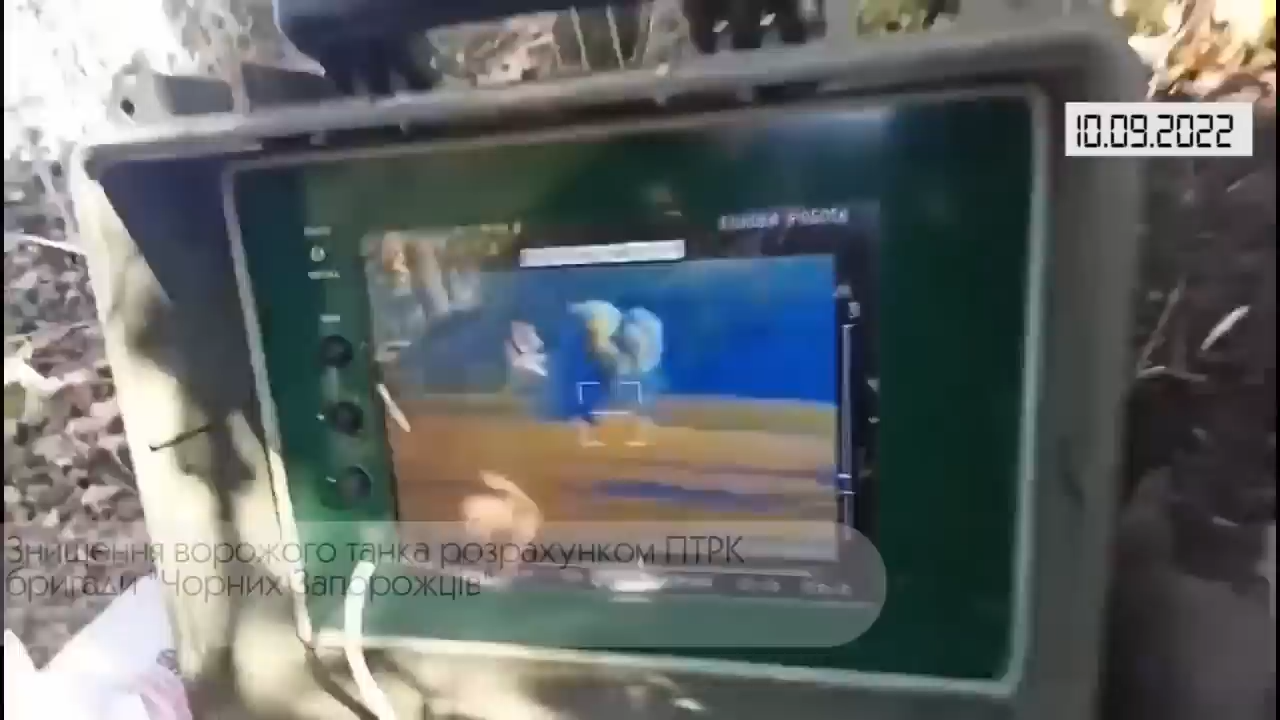 10.09.2022
Знищення ворожого танка розрахунком ПТРК
бригади "Чорних Запорожців"